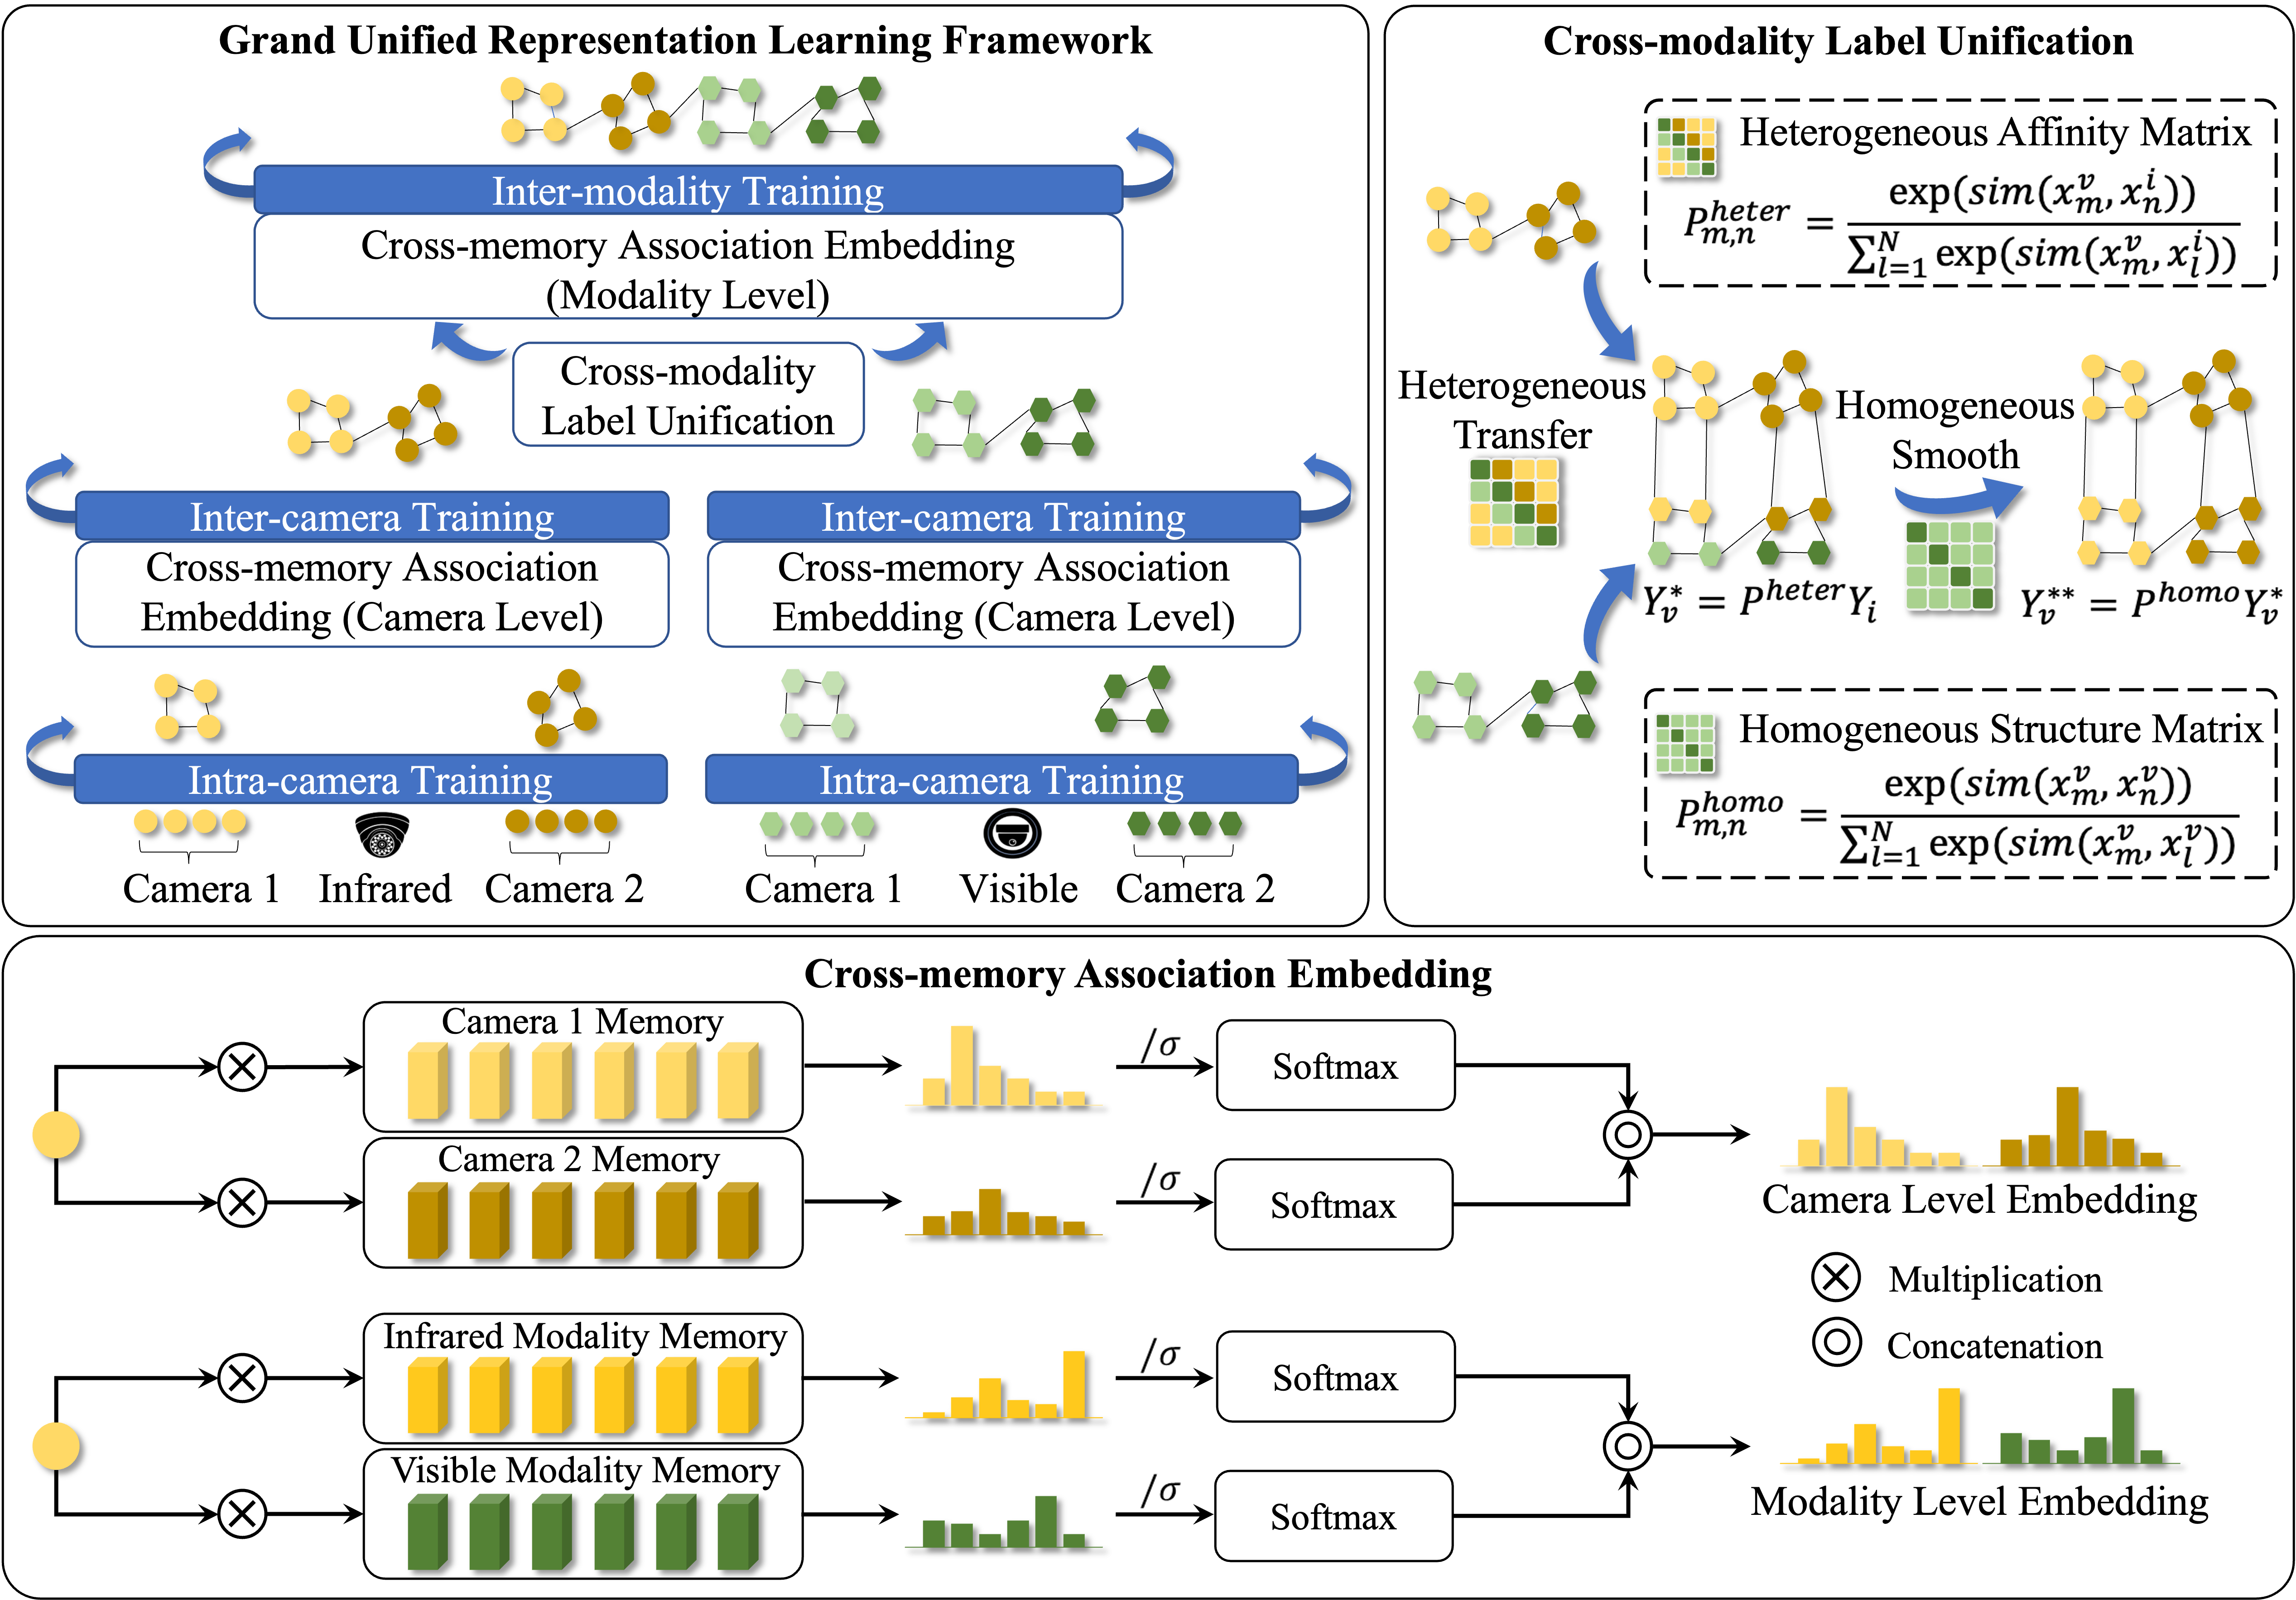 Grand Unified Representation Learning Framework
Inter-modality Training
Cross-memory Association Embedding
(Modality Level)
Cross-modality
Label Unification
Inter-camera Training
Inter-camera Training
Cross-memory Association
Embedding (Camera Level)
Cross-memory Association
Embedding (Camera Level)
Intra-camera Training
Intra-camera Training
Camera 1
Infrared
Camera 2
Camera 1
Visible
Camera 2
Cross-modality Label Unification
Heterogeneous Affinity Matrix
P_{m,n}^{heter} = \frac{exp(sim(x_m^v, x_n^i))}{\sum_{l=1}^N exp(sim(x_m^v, x_l^i))}
Heterogeneous
Transfer
Homogeneous
Smooth
Y_v^* = P^{heter}Y_i
Y_v^{**} = P^{homo}Y_v^*
Homogeneous Structure Matrix
P_{m,n}^{homo} = \frac{exp(sim(x_m^v, x_n^v))}{\sum_{l=1}^N exp(sim(x_m^v, x_l^v))}
Cross-memory Association Embedding
Camera 1 Memory
/σ
Softmax
Camera 2 Memory
/σ
Softmax
Camera Level Embedding
Multiplication
Concatenation
Infrared Modality Memory
/σ
Softmax
Visible Modality Memory
/σ
Softmax
Modality Level Embedding